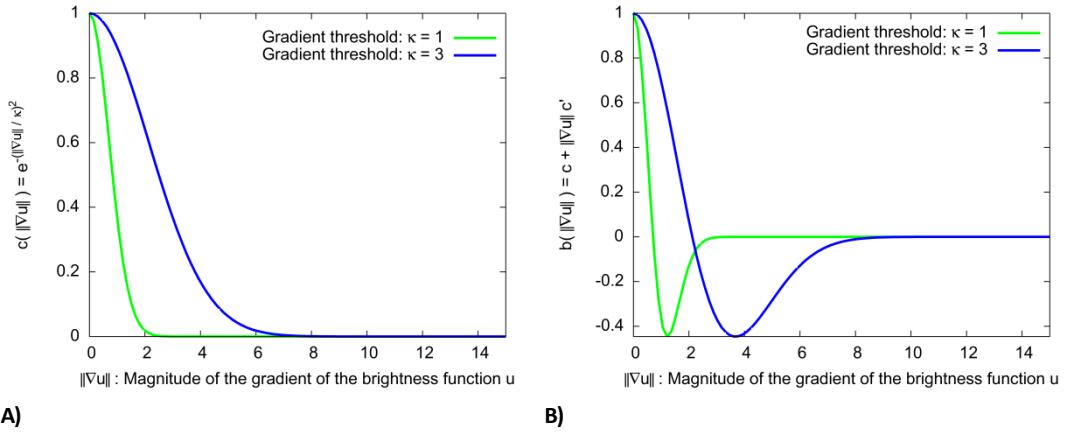 Gradient threshold: κ = 1
Gradient threshold: κ = 3
1
0.8
0.6
0.4
0.2
0
0 2 4 6 8 10 12 14
c( ‖∇u‖ ) = e^-(‖∇u‖ / κ)^2
‖∇u‖ : Magnitude of the gradient of the brightness function u
A)
Gradient threshold: κ = 1
Gradient threshold: κ = 3
1
0.8
0.6
0.4
0.2
0
-0.2
-0.4
0 2 4 6 8 10 12 14
b( ‖∇u‖ ) = c + ‖∇u‖ c'
‖∇u‖ : Magnitude of the gradient of the brightness function u
B)